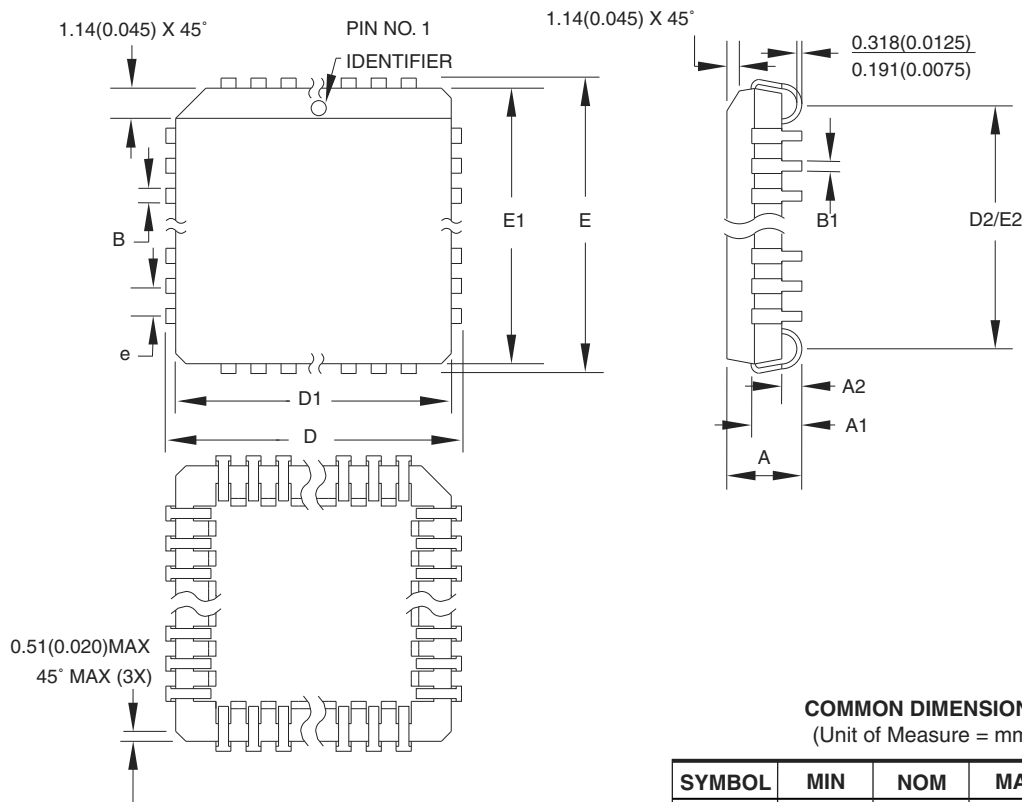 1.14(0.045) X 45°
PIN NO. 1
IDENTIFIER
1.14(0.045) X 45°
0.318(0.0125)
0.191(0.0075)
E1
E
B
e
D1
D
B1
D2/E2
A2
A1
A
0.51(0.020)MAX
45° MAX (3X)
COMMON DIMENSION
(Unit of Measure = mm
SYMBOL MIN NOM MA